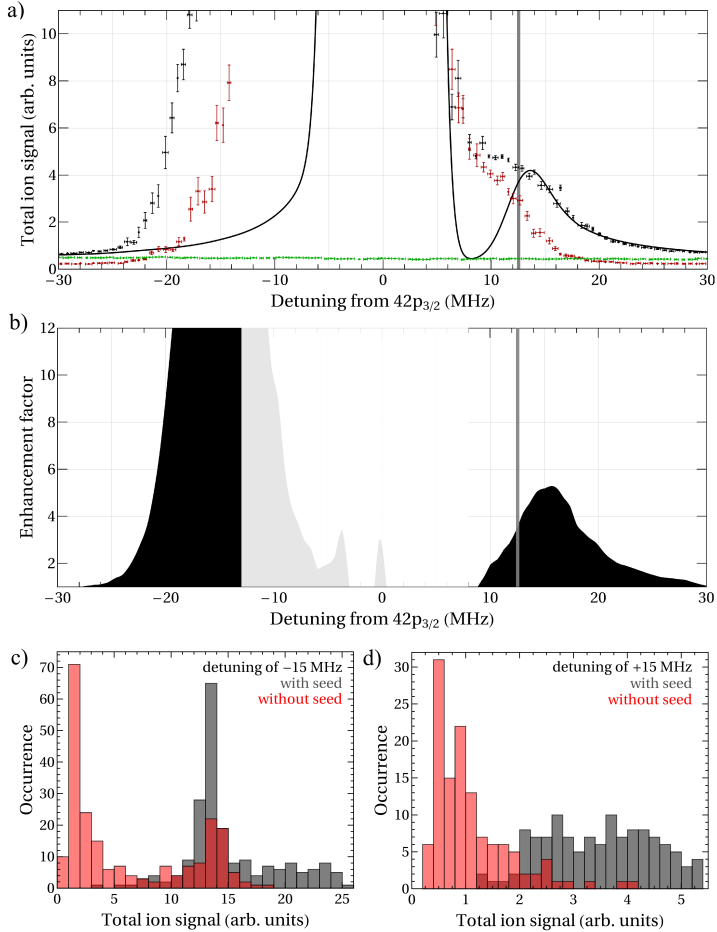 a)
Total ion signal (arb. units)
10
8
6
4
2
0
−30 −20 −10 0 10 20 30
Detuning from 42p3/2 (MHz)
b)
Enhancement factor
12
10
8
6
4
2
−30 −20 −10 0 10 20 30
Detuning from 42p3/2 (MHz)
c)
Occurrence
70
60
50
40
30
20
10
0
detuning of −15 MHz
with seed
without seed
0 5 10 15 20 25
Total ion signal (arb. units)
d)
Occurrence
30
25
20
15
10
5
0
detuning of +15 MHz
with seed
without seed
0 1 2 3 4 5
Total ion signal (arb. units)